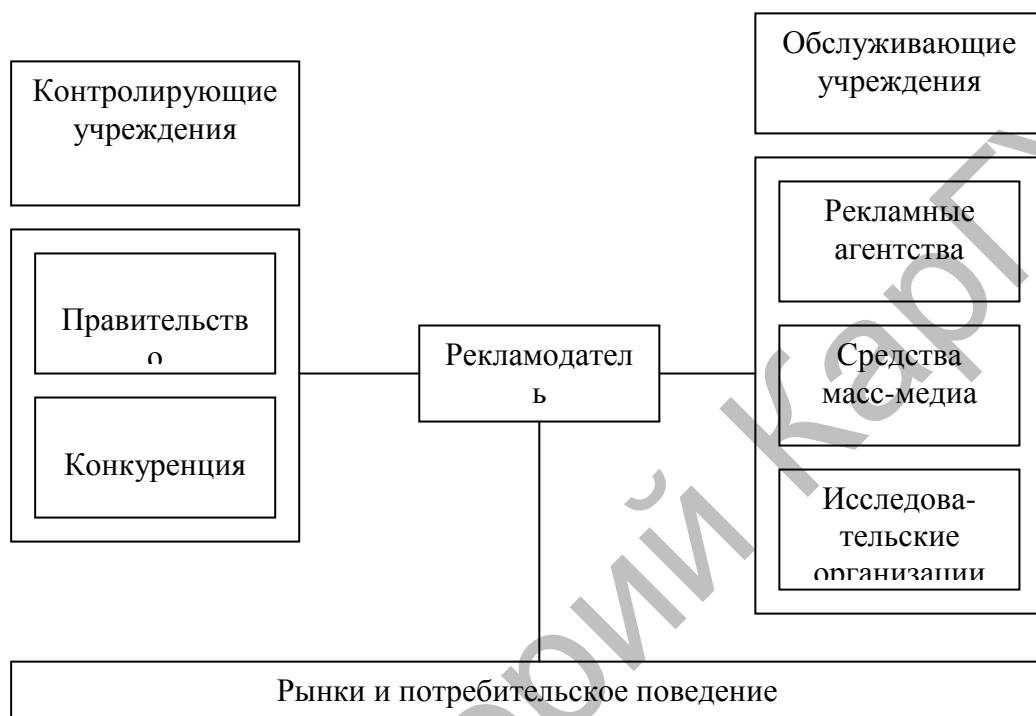 Контролирующие
учреждения
Обслуживающие
учреждения
Правительств
о
Конкуренция
Рекламодател
ь
Рекламные
агентства
Средства
масс-медиа
Исследова-
тельские
организации
Рынки и потребительское поведение